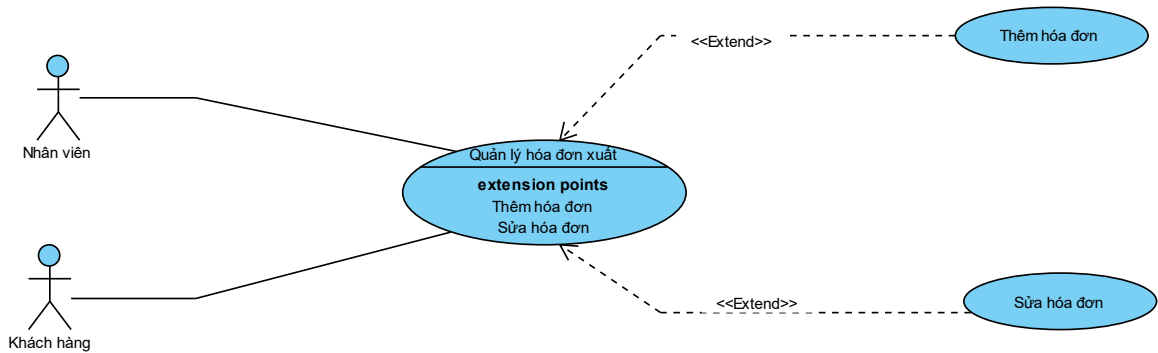 <<Extend>>
Thêm hóa đơn
Nhân viên
Quản lý hóa đơn xuất
extension points
Thêm hóa đơn
Sửa hóa đơn
Khách hàng
<<Extend>>
Sửa hóa đơn